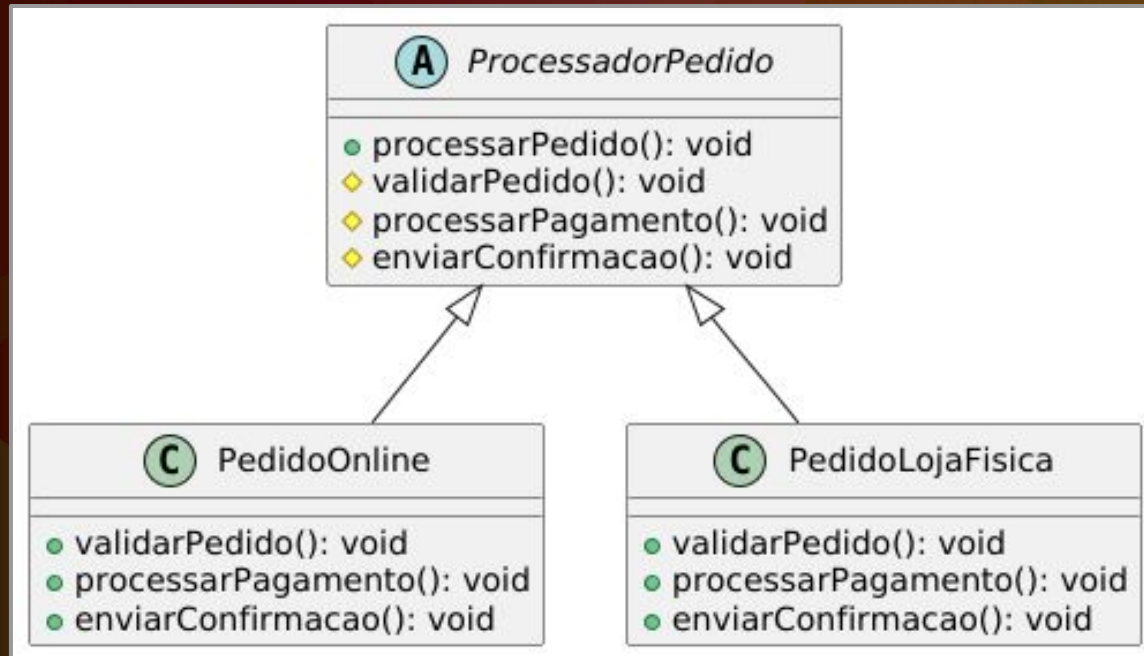 A ProcessadorPedido
processarPedido(): void
validarPedido(): void
processarPagamento(): void
enviarConfirmacao(): void
C PedidoOnline
validarPedido(): void
processarPagamento(): void
enviarConfirmacao(): void
C PedidoLojaFisica
validarPedido(): void
processarPagamento(): void
enviarConfirmacao(): void